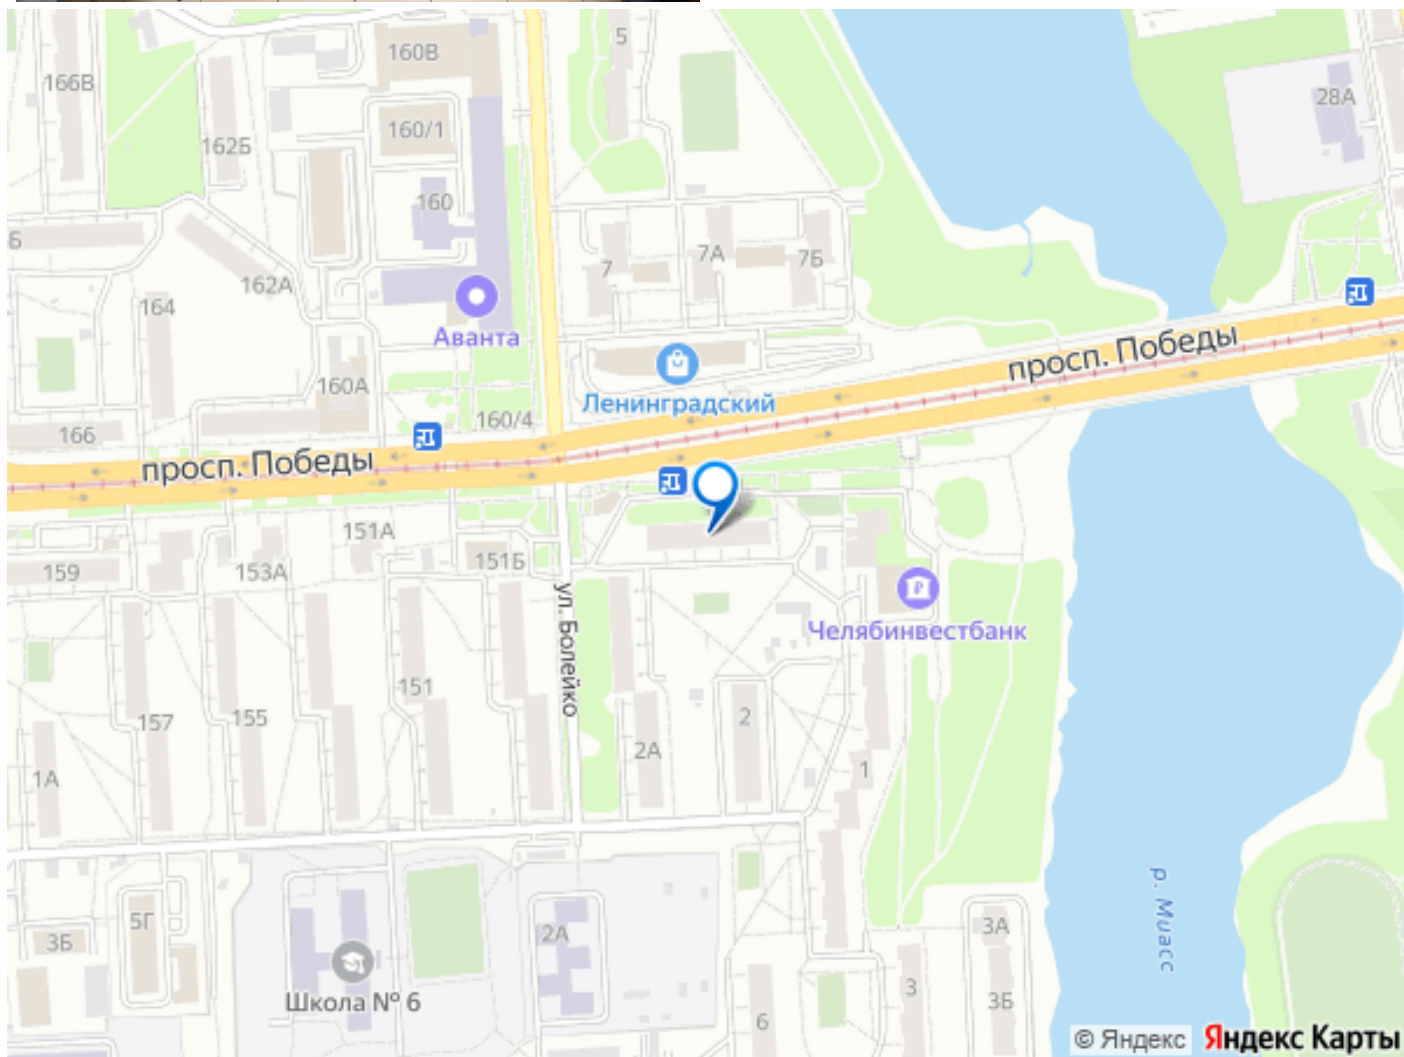 5
160В
166В
28А
160/1
162Б
160
Б
7А
7Б
7
162А
164
Аванта
просп. Победы
160А
Ленинградский
160/4
166
просп. Победы
151А
151Б
159
153А
ул. Болейко
Челябинвестбанк
151
157
155
2
2А
1
1А
р. Миасс
5Г
3А
2А
3Б
3
3Б
Школа № 6
6
© Яндекс Яндекс Карты